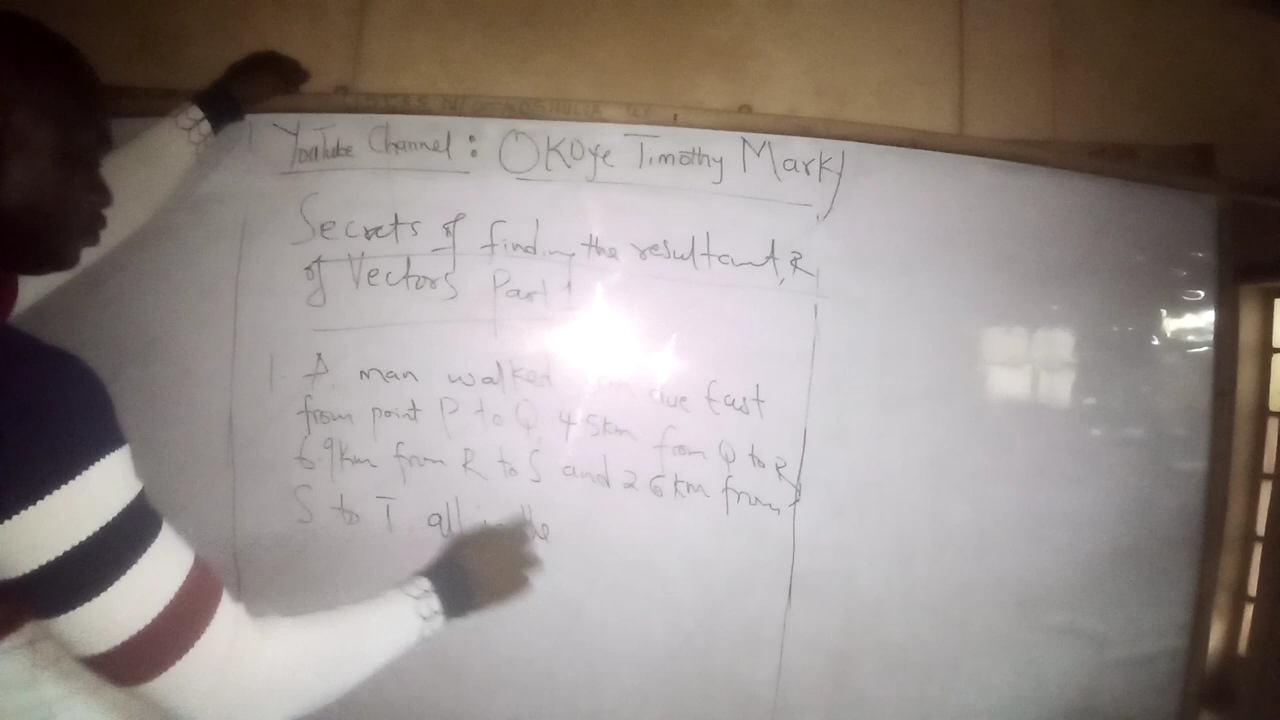 YouTube Channel: OKOYE Timothy Mark
Secrets of finding the resultant, R
of Vectors Part 1
1. A man walked due East
from point P to Q, 4.5km from Q to R
6.9km from R to S and 2.6km from
S to T all in the